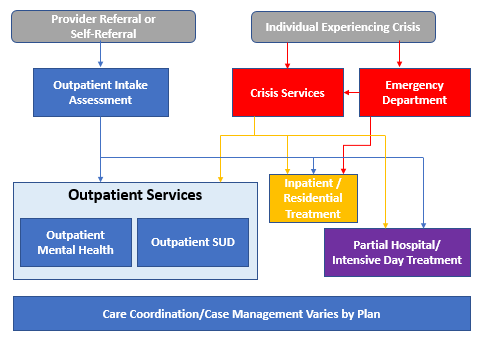 Provider Referral or
Self-Referral
Individual Experiencing Crisis
Outpatient Intake
Assessment
Crisis Services
Emergency
Department
Outpatient Services
Outpatient
Mental Health
Outpatient SUD
Inpatient /
Residential
Treatment
Partial Hospital/
Intensive Day Treatment
Care Coordination/Case Management Varies by Plan